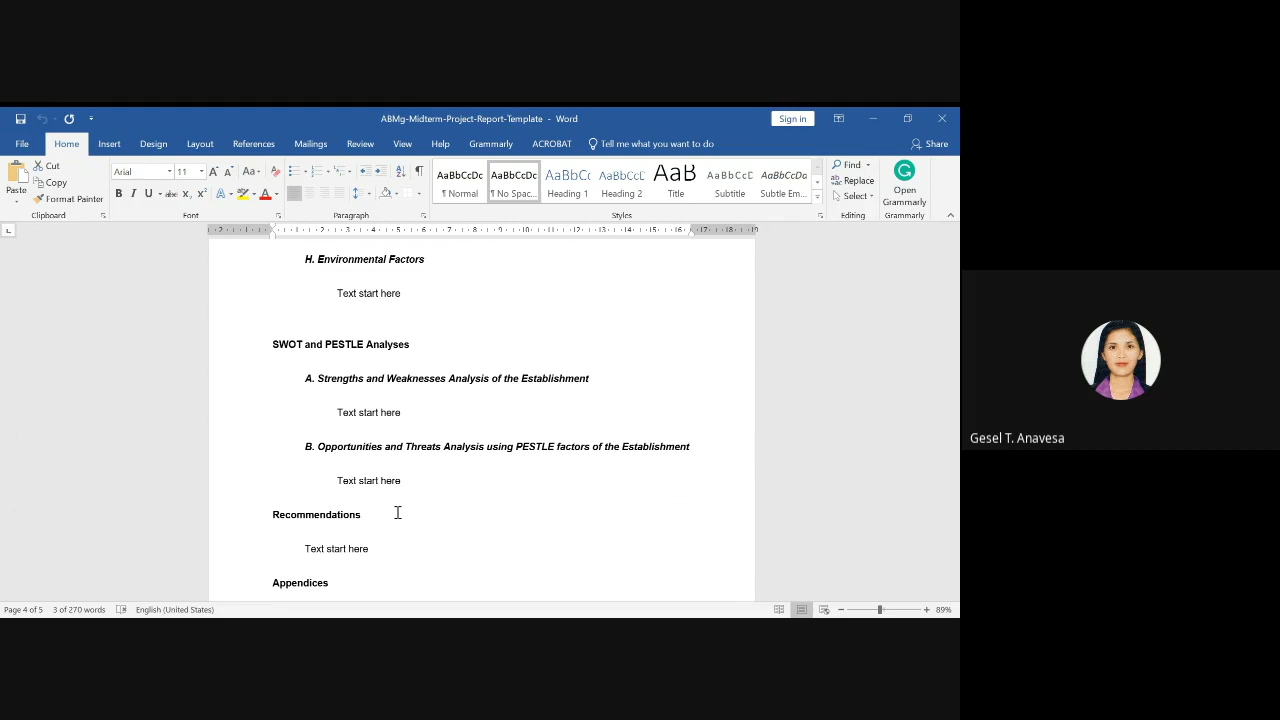 ABMg-Midterm-Project-Report-Template - Word
Sign in
File Home Insert Design Layout References Mailings Review View Help Grammarly ACROBAT Tell me what you want to do Share
Paste
Cut
Copy
Format Painter
Clipboard
Arial 11
Font
Paragraph
AaBbCcDc AaBbCcDc AaBbCc AaBbCcC AaB AaBbCcD AaBbCcDa
¶ Normal ¶ No Spac... Heading 1 Heading 2 Title Subtitle Subtle Em...
Styles
Find
Replace
Select
Editing
Open Grammarly
Grammarly
H. Environmental Factors
Text start here
SWOT and PESTLE Analyses
A. Strengths and Weaknesses Analysis of the Establishment
Text start here
B. Opportunities and Threats Analysis using PESTLE factors of the Establishment
Text start here
Recommendations
Text start here
Appendices
Page 4 of 5 3 of 270 words English (United States) 89%
Gesel T. Anavesa